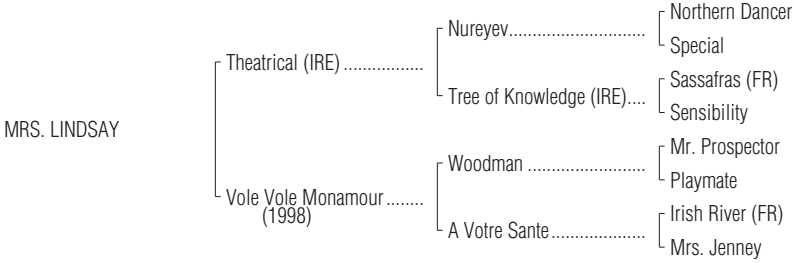 Northern Dancer
Nureyev............................
Special
Theatrical (IRE) ................
Sassafras (FR)
Tree of Knowledge (IRE)....
Sensibility
MRS. LINDSAY
Mr. Prospector
Woodman ........................
Playmate
Vole Vole Monamour ........
(1998)
Irish River (FR)
A Votre Sante...................
Mrs. Jenney